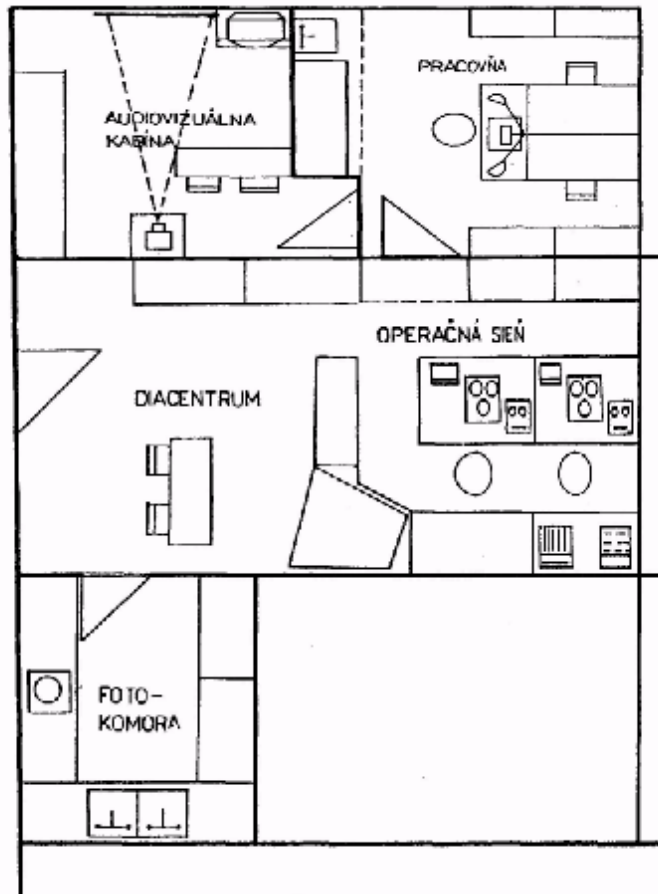 PRACOVŇA
AUDIOVIZUÁLNA
KABÍNA
OPERAČNÁ SIEŇ
DIACENTRUM
FOTO-
KOMORA